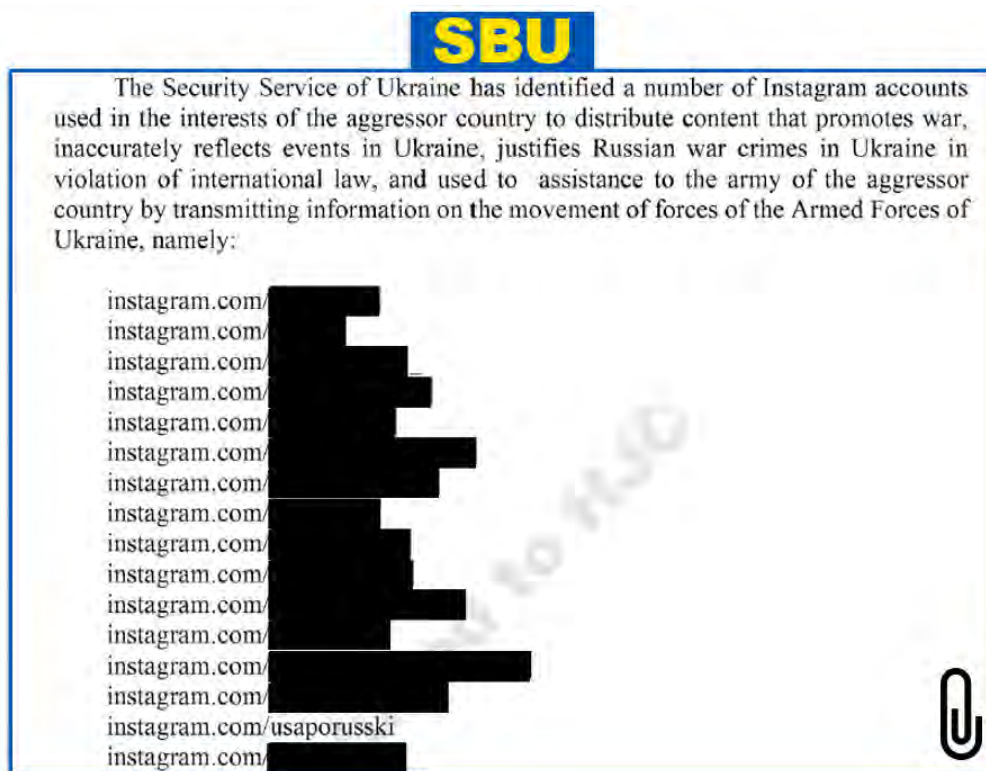 SBU
The Security Service of Ukraine has identified a number of Instagram accounts
used in the interests of the aggressor country to distribute content that promotes war,
inaccurately reflects events in Ukraine, justifies Russian war crimes in Ukraine in
violation of international law, and used to assistance to the army of the aggressor
country by transmitting information on the movement of forces of the Armed Forces of
Ukraine, namely:
instagram.com/
instagram.com/
instagram.com/
instagram.com/
instagram.com/
instagram.com/
instagram.com/
instagram.com/
instagram.com/
instagram.com/
instagram.com/
instagram.com/
instagram.com/
instagram.com/
instagram.com/usaporusski
instagram.com/
to HJC